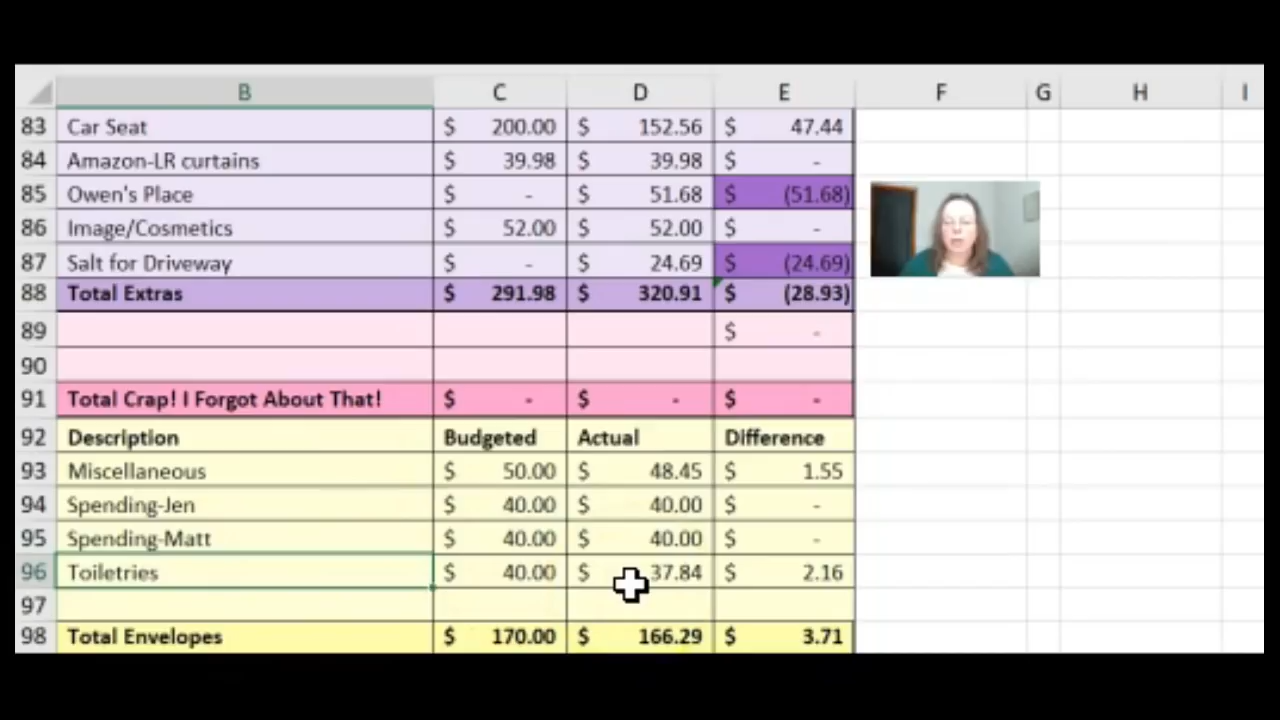 B C D E F G H I
83 Car Seat $ 200.00 $ 152.56 $ 47.44
84 Amazon-LR curtains $ 39.98 $ 39.98 $ -
85 Owen's Place $ - $ 51.68 $ (51.68)
86 Image/Cosmetics $ 52.00 $ 52.00 $ -
87 Salt for Driveway $ - $ 24.69 $ (24.69)
88 Total Extras $ 291.98 $ 320.91 $ (28.93)
89 $ -
90
91 Total Crap! I Forgot About That! $ - $ - $ -
92 Description Budgeted Actual Difference
93 Miscellaneous $ 50.00 $ 48.45 $ 1.55
94 Spending-Jen $ 40.00 $ 40.00 $ -
95 Spending-Matt $ 40.00 $ 40.00 $ -
96 Toiletries $ 40.00 $ 37.84 $ 2.16
97
98 Total Envelopes $ 170.00 $ 166.29 $ 3.71